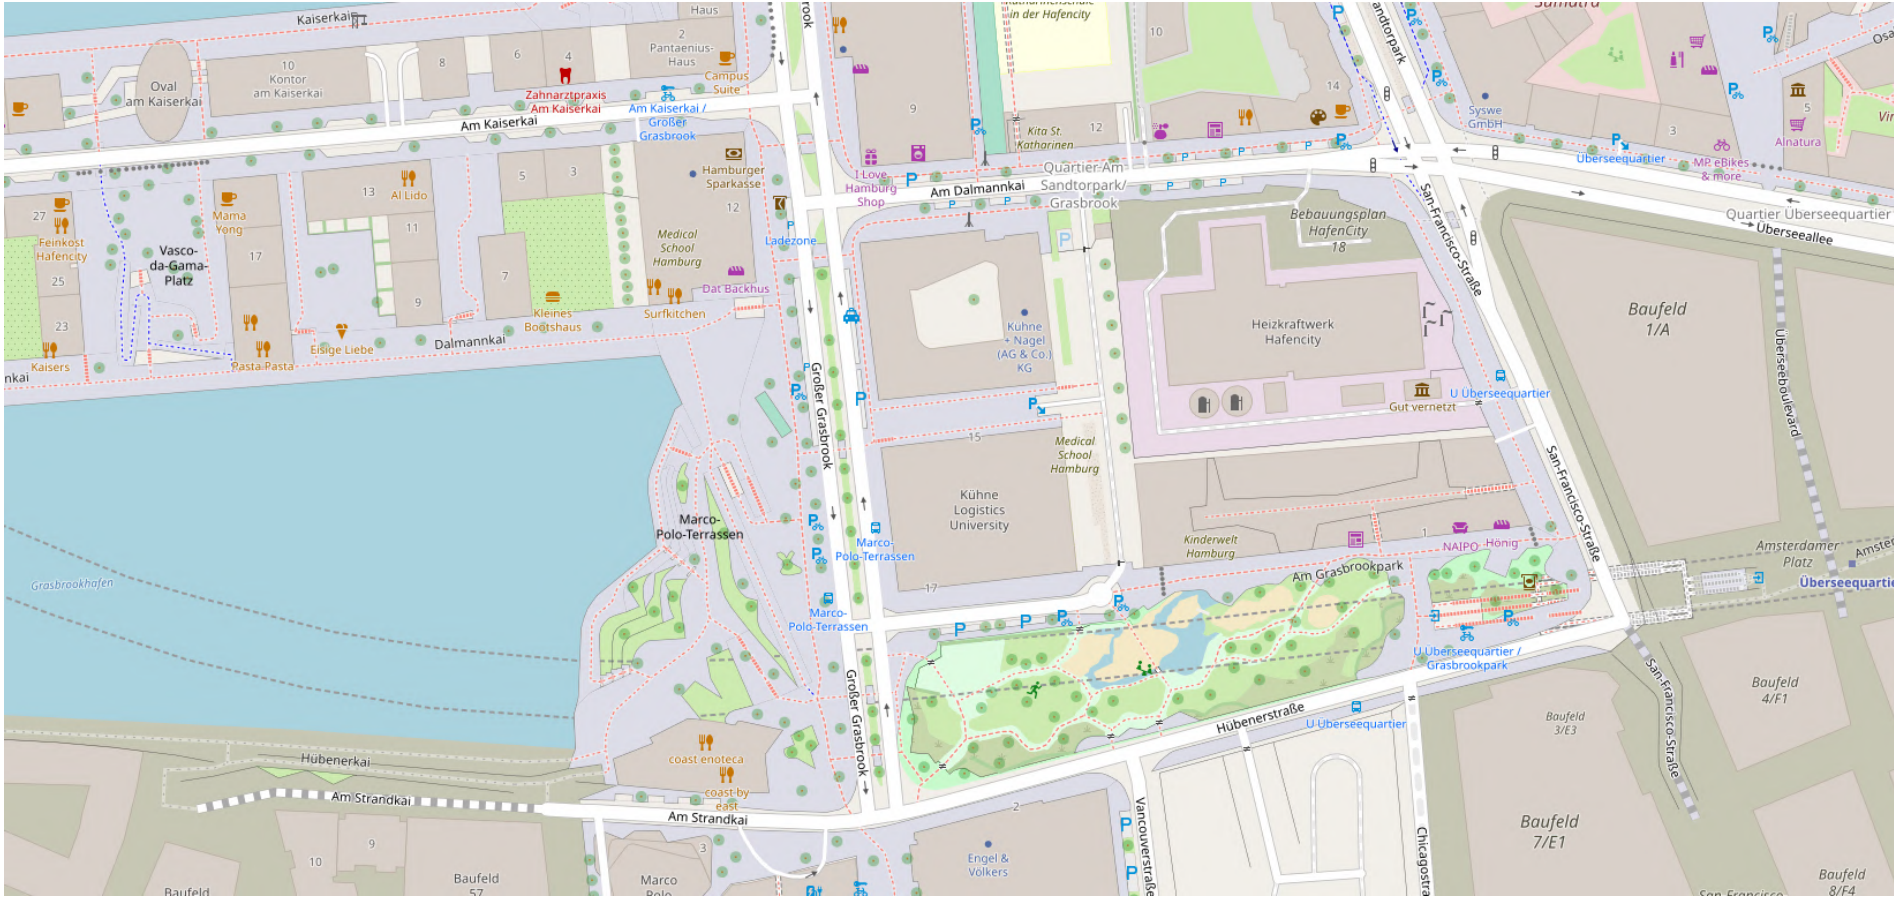 Kaiserkai
Haus
2
Pantaenius-
Haus
6
4
8
10
Kontor
am Kaiserkai
Oval
am Kaiserkai
Campus
Suite
Zahnarztpraxis
Am Kaiserkai
Am Kaiserkai /
Großer
Grasbrook
Am Kaiserkai
in der Hafencity
9
10
12
14
Kita St.
Katharinen
I Love
Hamburg
Shop
Am Dalmannkai
Quartier Am
Sandtorpark/
Grasbrook
Syswe
GmbH
3
5
Alnatura
Überseequartier
MP eBikes
& more
Quartier Überseequartier
Überseeallee
San-Francisco-Straße
Bebauungsplan
HafenCity
18
Hamburger
Sparkasse
12
Medical
School
Hamburg
Ladezone
Dat Backhus
Surfkitchen
5
3
7
13
Al Lido
11
9
Mama
Yong
17
27
Feinkost
Hafencity
25
23
Kaisers
Vasco-
da-Gama-
Platz
Pasta.Pasta
Eisige Liebe
Kleines
Bootshaus
Dalmannkai
nkai
Großer Grasbrook
Kühne
+ Nagel
(AG & Co.)
KG
Heizkraftwerk
Hafencity
Gut vernetzt
U Überseequartier
Baufeld
1/A
Überseeboulevard
15
Medical
School
Hamburg
Kühne
Logistics
University
17
San-Francisco-Straße
Marco-
Polo-Terrassen
Marco-
Polo-Terrassen
Marco-
Polo-Terrassen
Kinderwelt
Hamburg
1
NAIPO
Hönig
Am Grasbrookpark
Amsterdamer
Platz
Grasbrookhafen
U Überseequartier /
Grasbrookpark
Hübenerstraße
U Überseequartier
San-Francisco-Straße
Baufeld
4/F1
Baufeld
3/E3
Großer Grasbrook
coast enoteca
coast by
east
Hübenerkai
Am Strandkai
Am Strandkai
2
Engel &
Völkers
Vancouverstraße
Baufeld
7/E1
Baufeld
8/F4
3
Marco
Polo
9
10
Baufeld
57
Baufeld